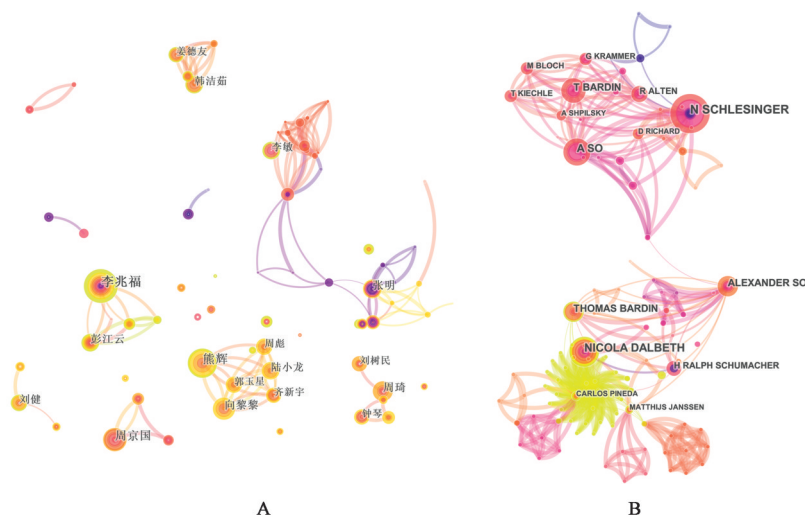 姜德友
韩洁茹
李敏
李兆福
彭江云
张明
刘健
周京国
熊辉
周彪
陆小龙
郭玉星
齐新宇
向黎黎
刘树民
周琦
钟琴
A
G KRAMMER
M BLOCH
T BARDIN
R ALTEN
T KIECHLE
N SCHLESINGER
A SHPILSKY
D RICHARD
A SO
ALEXANDER SO
THOMAS BARDIN
NICOLA DALBETH
H RALPH SCHUMACHER
CARLOS PINEDA
MATTHIJS JANSSEN
B